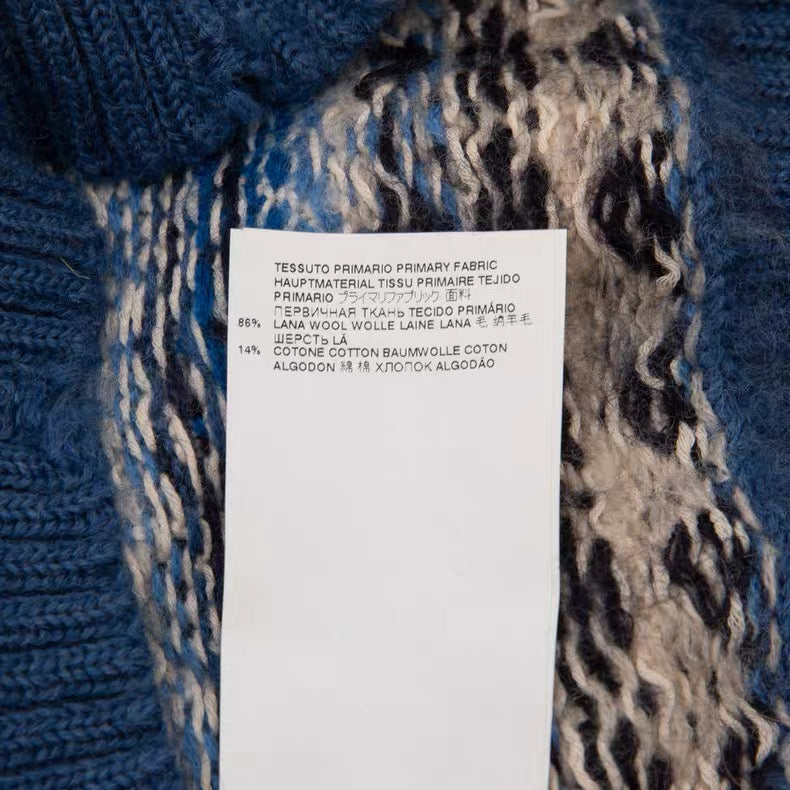 TESSUTO PRIMARIO PRIMARY FABRIC
HAUPTMATERIAL TISSU PRIMAIRE TEJIDO
PRIMARIO プライマリファブリック 面料
ПЕРВИЧНАЯ ТКАНЬ TECIDO PRIMÁRIO
86% LANA WOOL WOLLE LAINE LANA 毛 绵羊毛
ШЕРСТЬ LÃ
14% COTONE COTTON BAUMWOLLE COTON
ALGODON 綿 棉 ХЛОПОК ALGODÃO